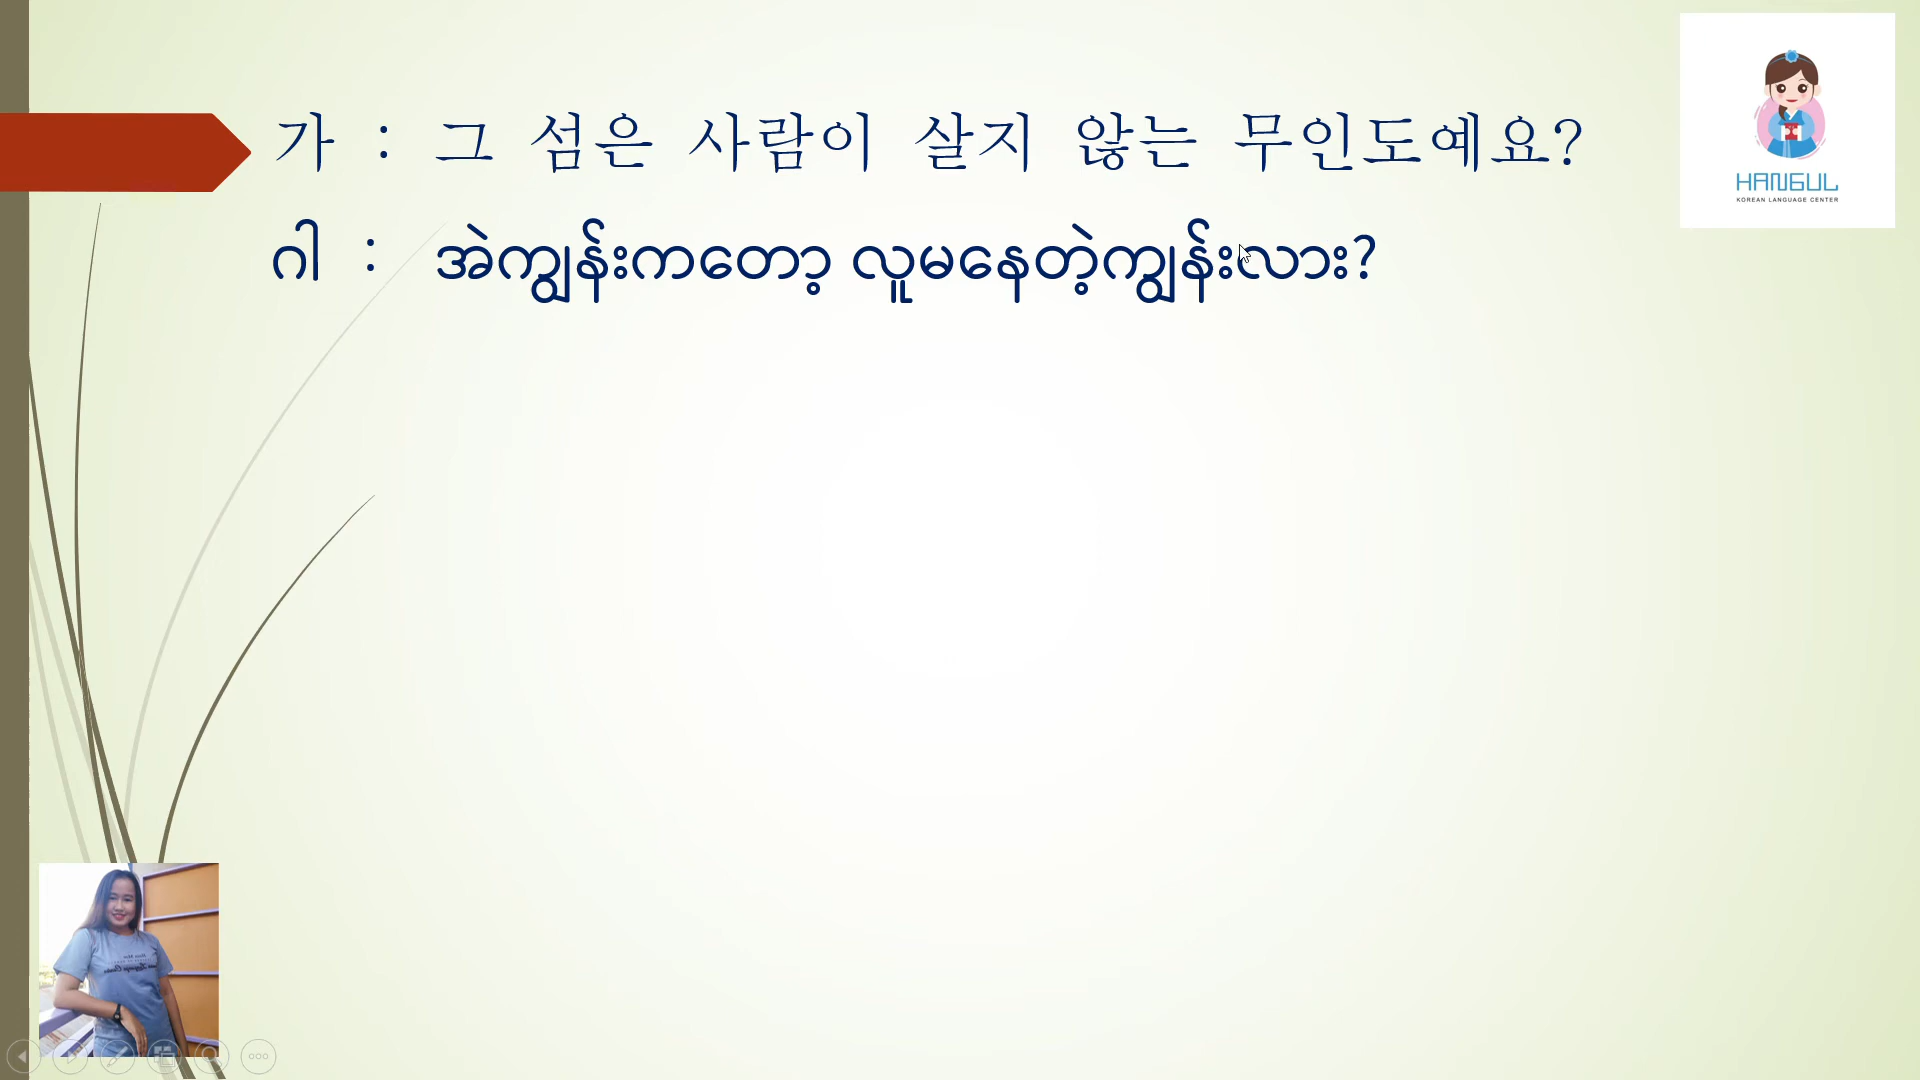 가 : 그 섬은 사람이 살지 않는 무인도예요?
ဂါ : အဲကျွန်းကတော့ လူမနေတဲ့ကျွန်းလား?
HANGUL
KOREAN LANGUAGE CENTER